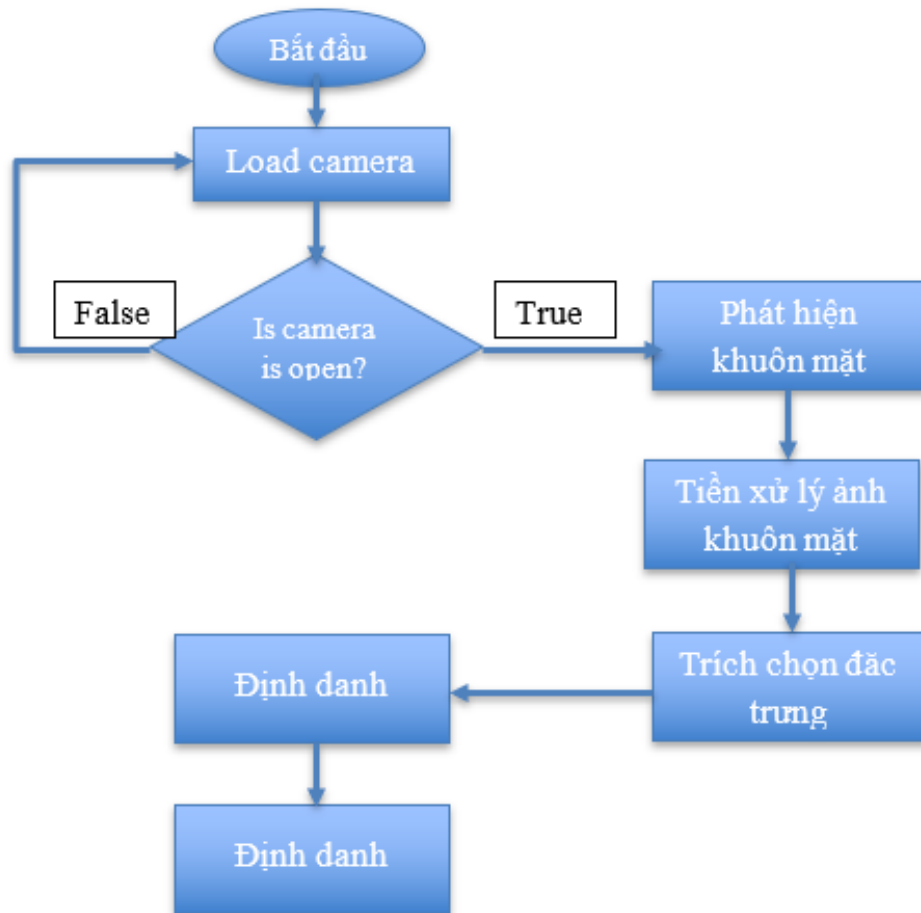 Bắt đầu
Load camera
False
Is camera
is open?
True
Phát hiện
khuôn mặt
Tiền xử lý ảnh
khuôn mặt
Trích chọn đăc
trưng
Định danh
Định danh